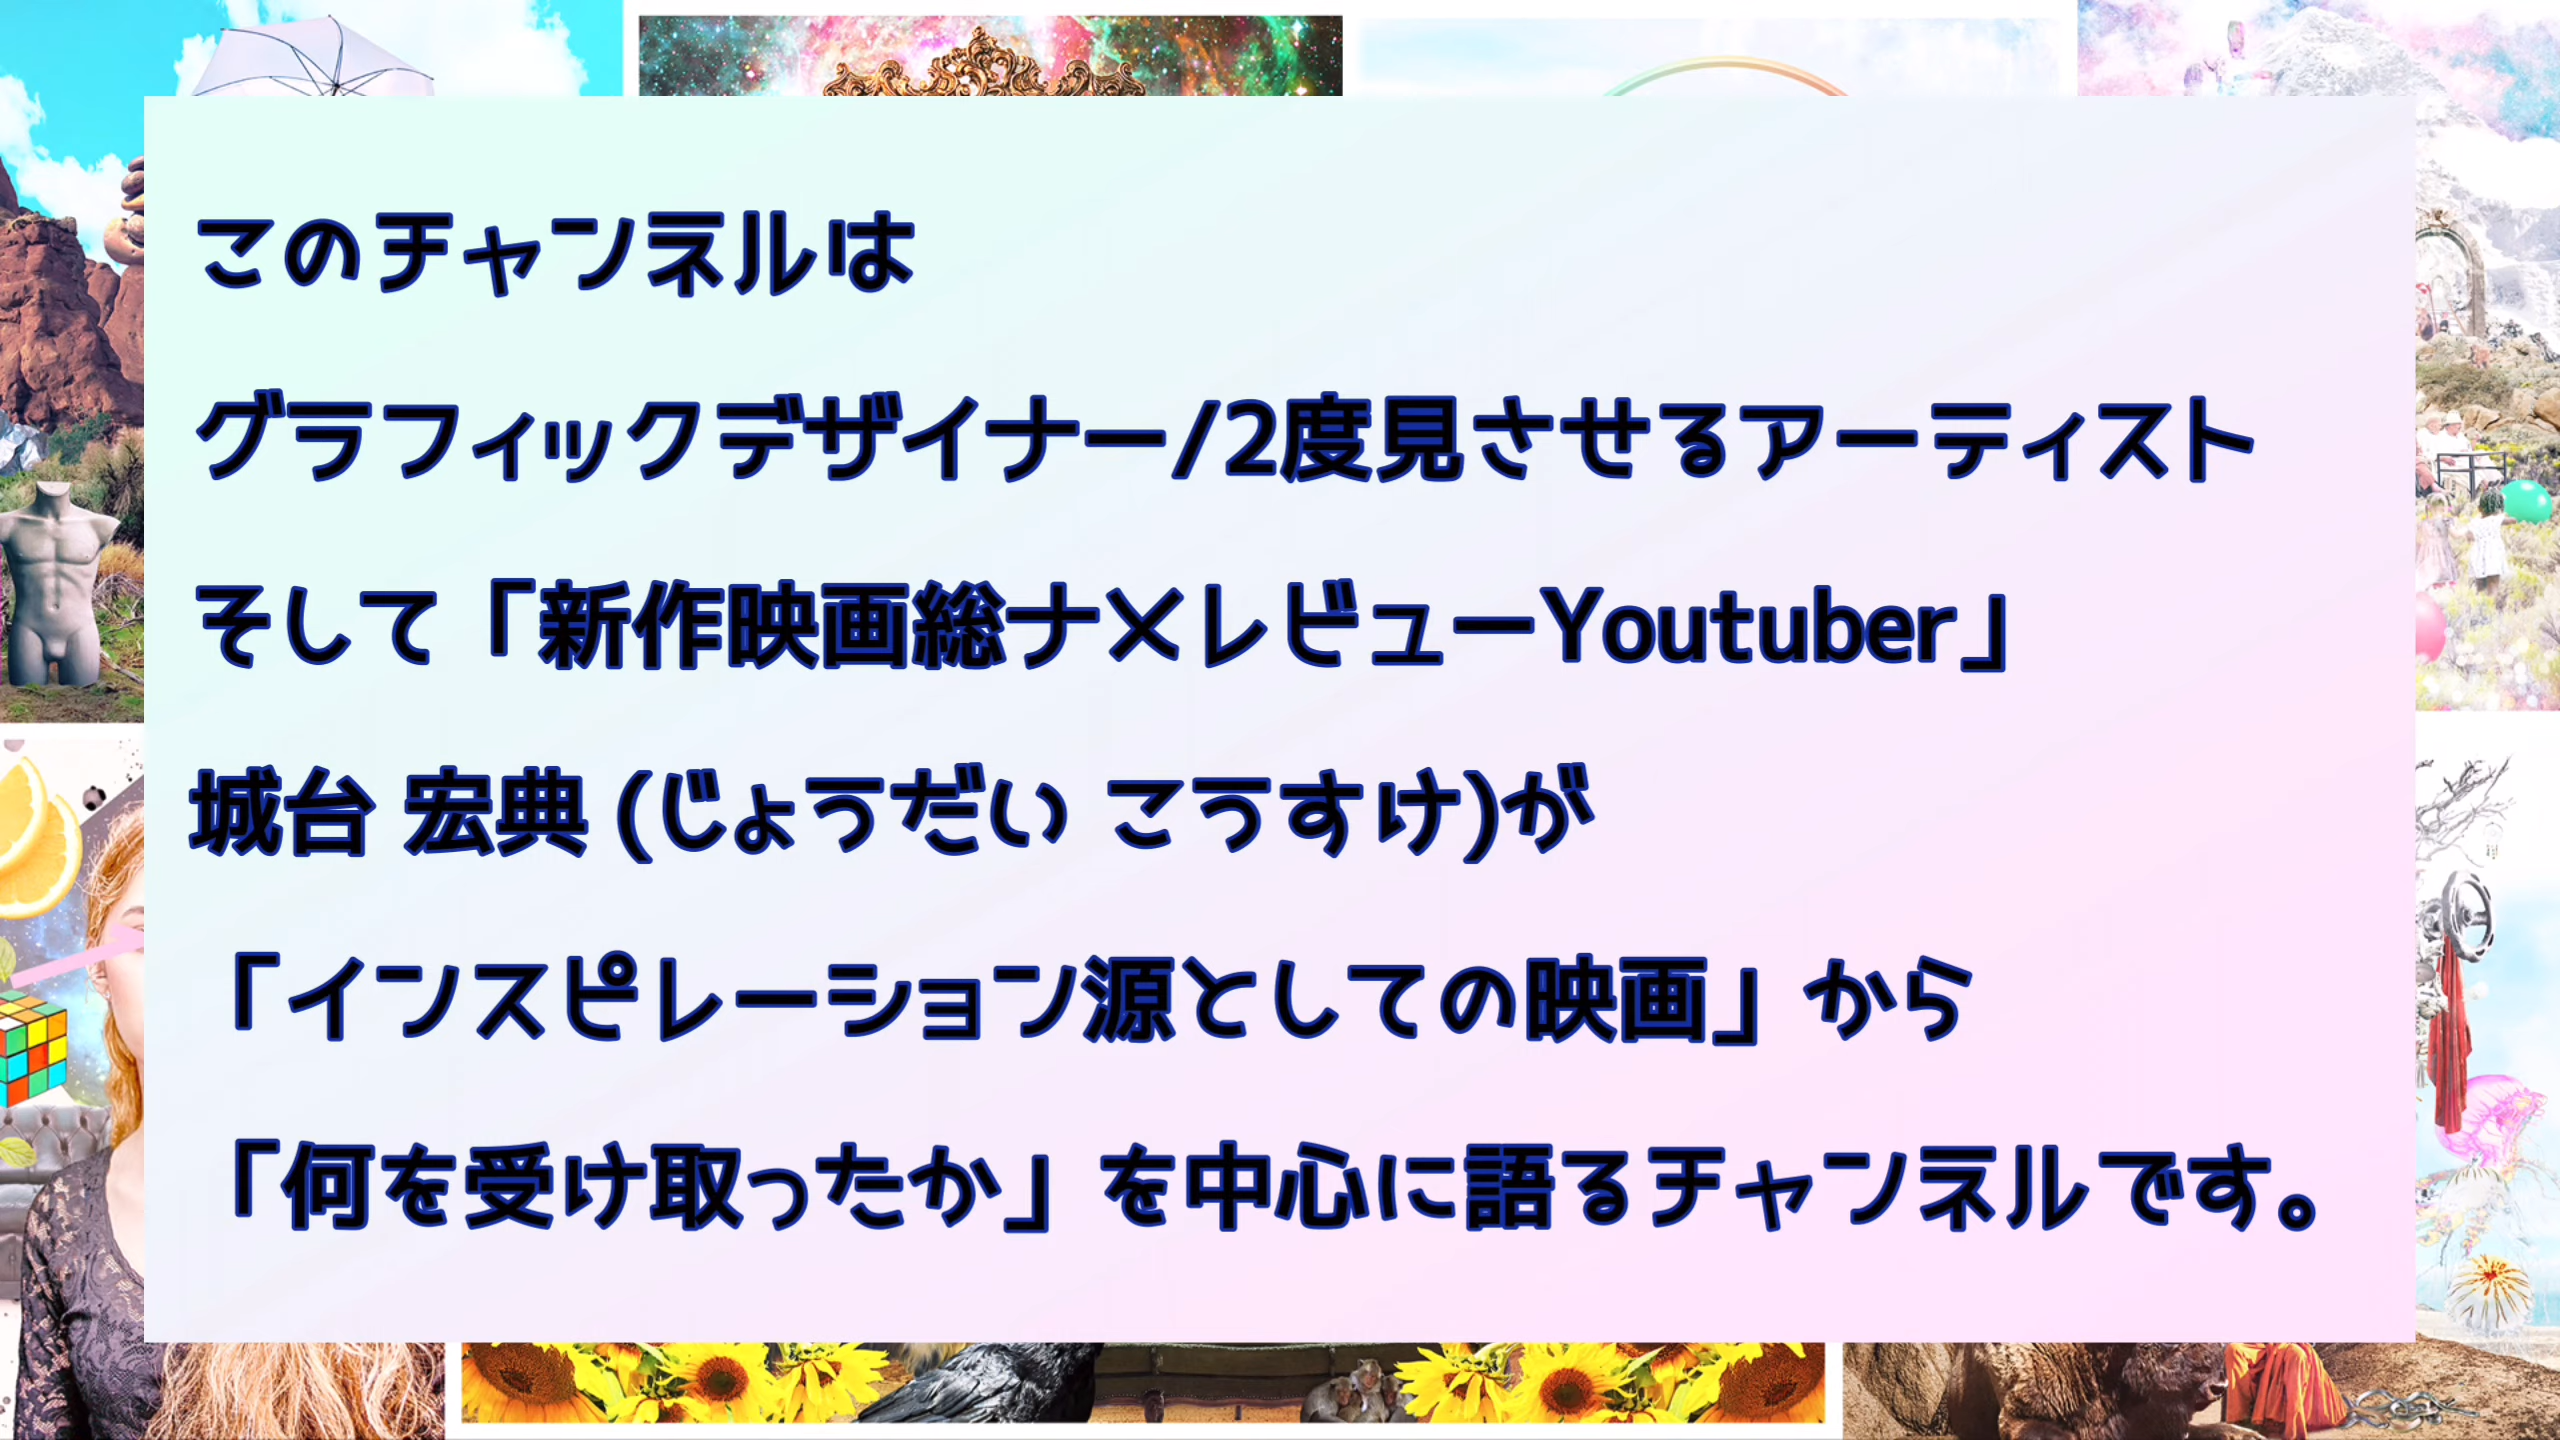 このチャンネルは
グラフィックデザイナー/2度見させるアーティスト
そして「新作映画総ナメレビューYoutuber」
城台 宏典 (じょうだい こうすけ)が
「インスピレーション源としての映画」から
「何を受け取ったか」を中心に語るチャンネルです。